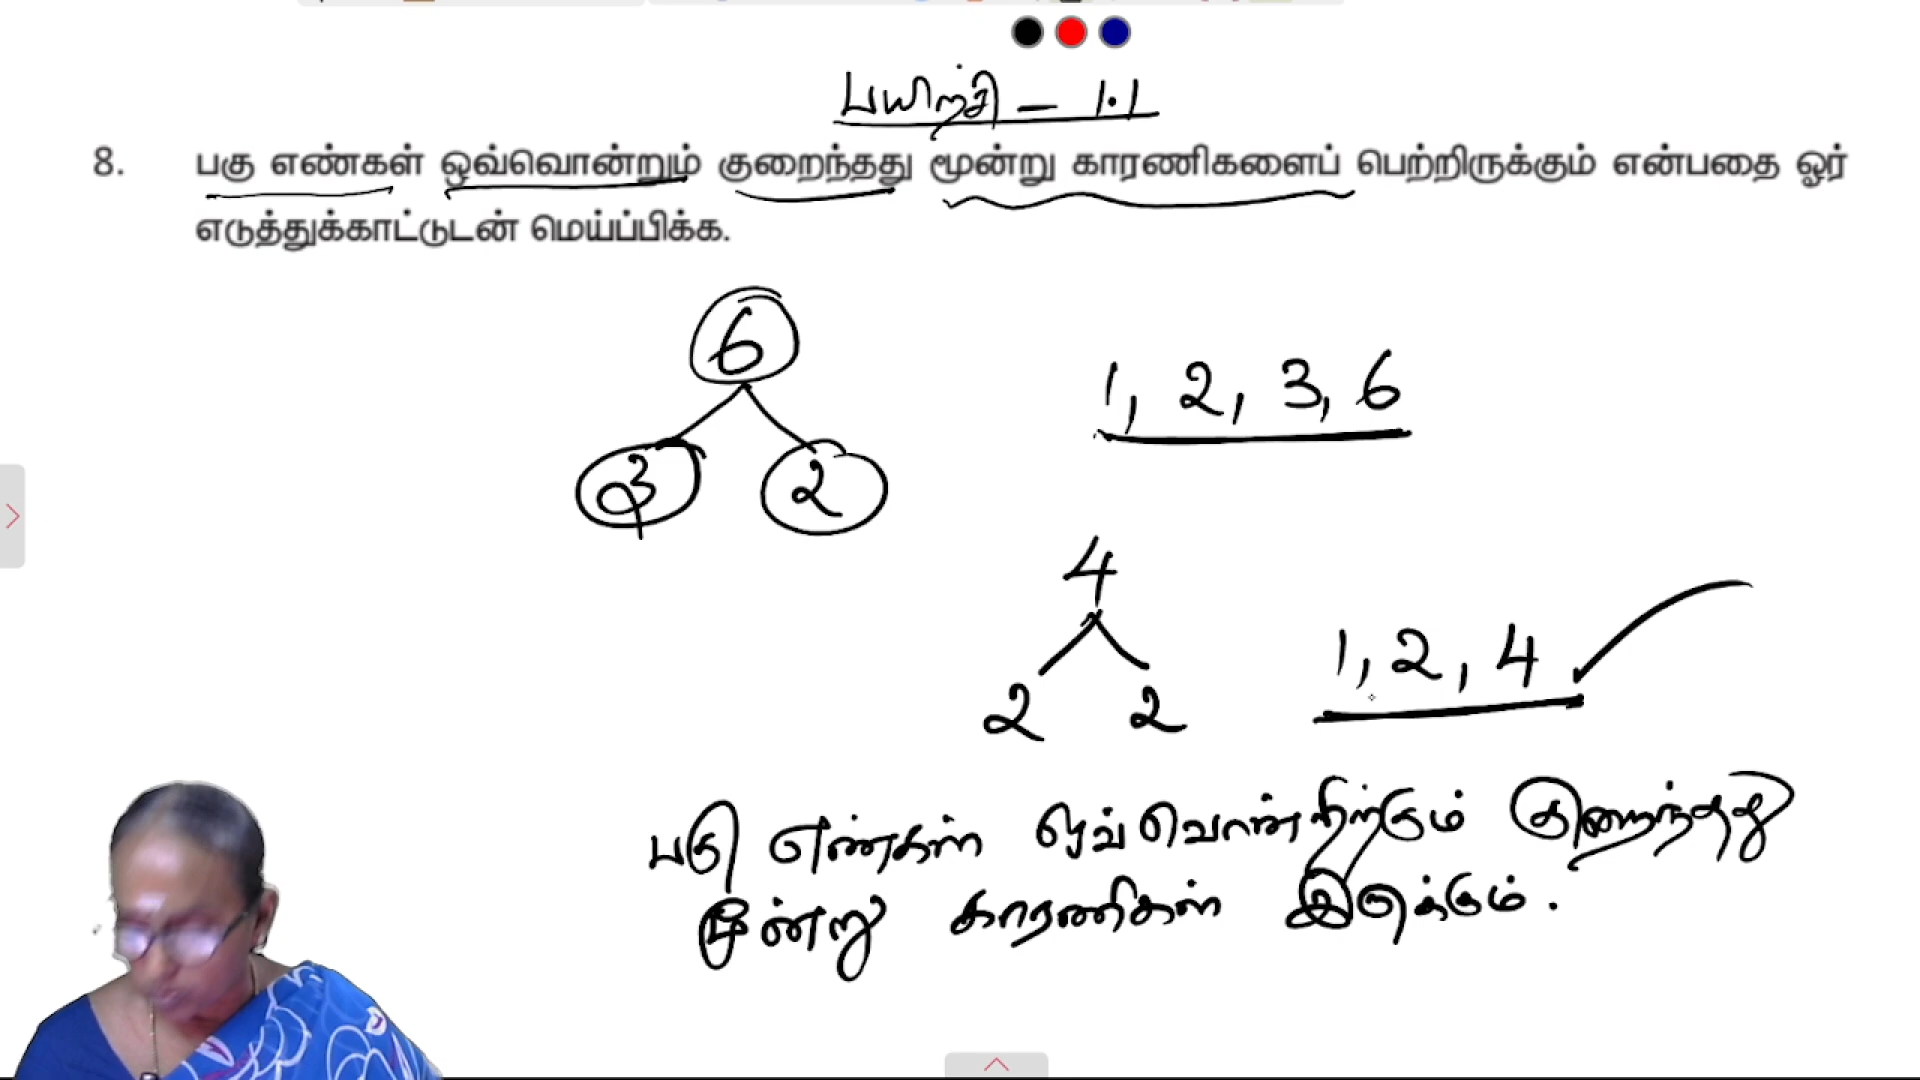 பயிற்சி - 1.1
8. பகு எண்கள் ஒவ்வொன்றும் குறைந்தது மூன்று காரணிகளைப் பெற்றிருக்கும் என்பதை ஓர்
எடுத்துக்காட்டுடன் மெய்ப்பிக்க.
6
1, 2, 3, 6
3 2
4
1, 2, 4
2 2
பகு எண்கள் ஒவ்வொன்றிற்கும் குறைந்தது
மூன்று காரணிகள் இருக்கும்.